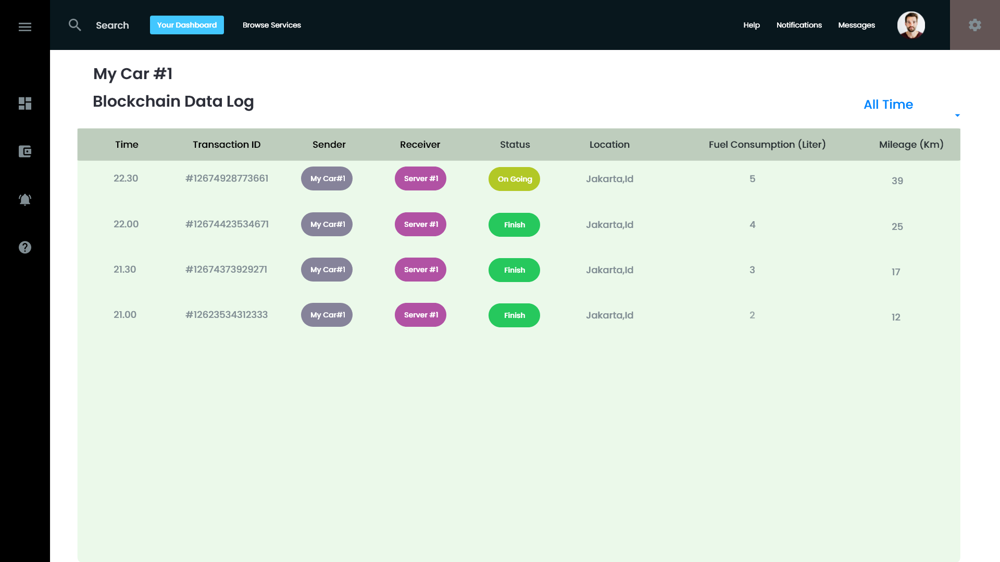 Search Your Dashboard Browse Services Help Notifications Messages
My Car #1
Blockchain Data Log
All Time
Time Transaction ID Sender Receiver Status Location Fuel Consumption (Liter) Mileage (Km)
22.30 #12674928773661 My Car#1 Server #1 On Going Jakarta,Id 5 39
22.00 #12674423534671 My Car#1 Server #1 Finish Jakarta,Id 4 25
21.30 #12674373929271 My Car#1 Server #1 Finish Jakarta,Id 3 17
21.00 #12623534312333 My Car#1 Server #1 Finish Jakarta,Id 2 12